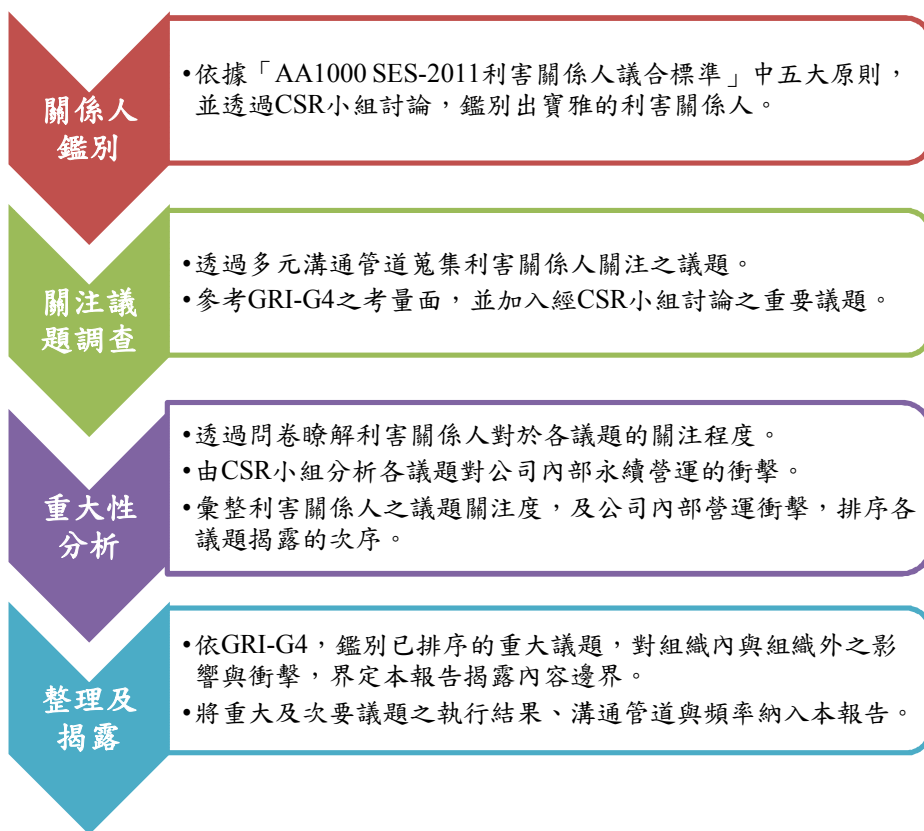 關係人
鑑別
•依據「AA1000 SES-2011利害關係人議合標準」中五大原則，
並透過CSR小組討論，鑑別出寶雅的利害關係人。
關注議
題調查
•透過多元溝通管道蒐集利害關係人關注之議題。
•參考GRI-G4之考量面，並加入經CSR小組討論之重要議題。
重大性
分析
•透過問卷瞭解利害關係人對於各議題的關注程度。
•由CSR小組分析各議題對公司內部永續營運的衝擊。
•彙整利害關係人之議題關注度，及公司內部營運衝擊，排序各
議題揭露的次序。
整理及
揭露
•依GRI-G4，鑑別已排序的重大議題，對組織內與組織外之影
響與衝擊，界定本報告揭露內容邊界。
•將重大及次要議題之執行結果、溝通管道與頻率納入本報告。